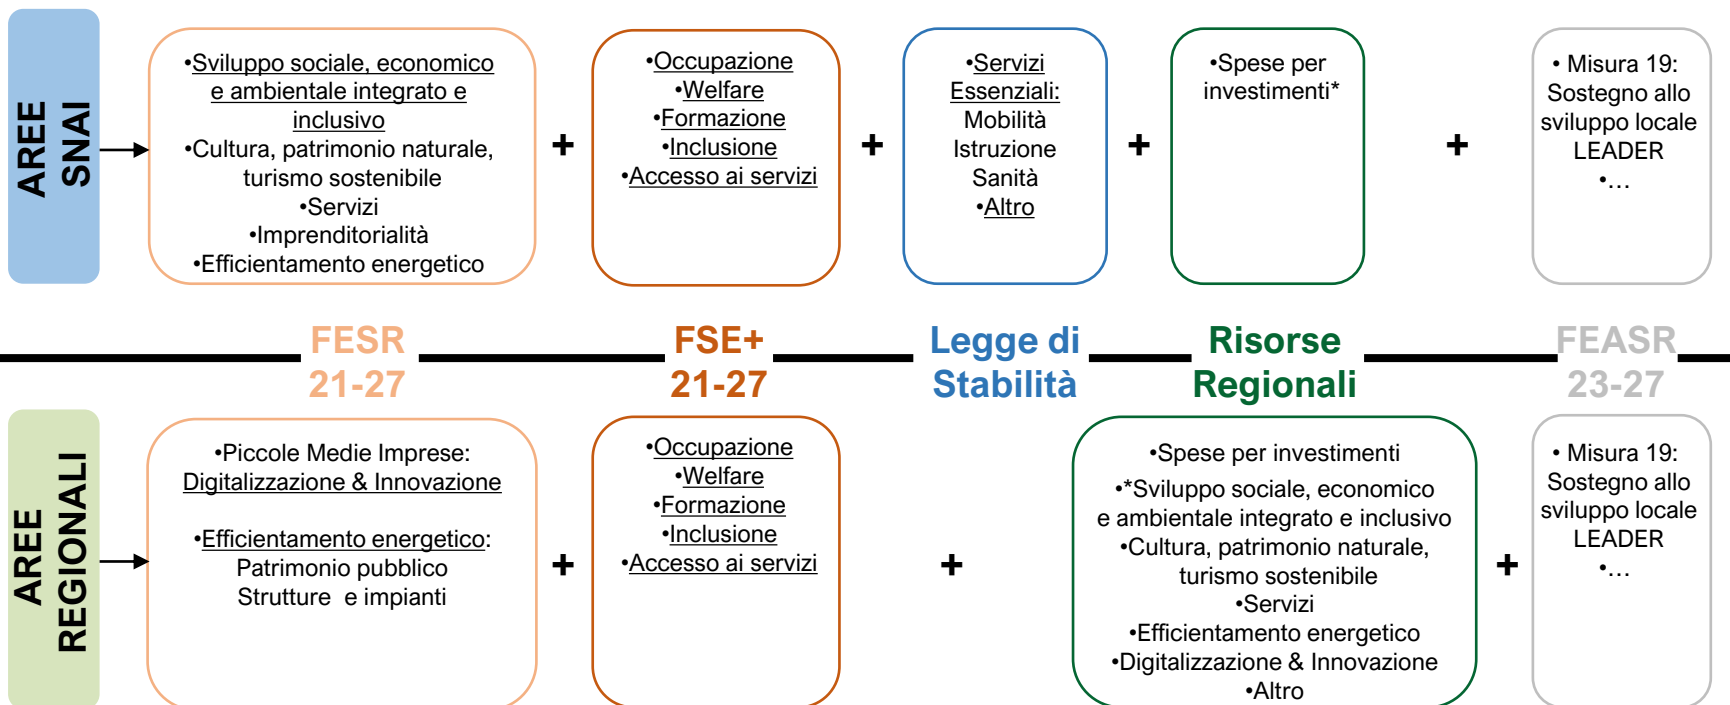 AREE
SNAI
•Sviluppo sociale, economico
e ambientale integrato e
inclusivo
•Cultura, patrimonio naturale,
turismo sostenibile
•Servizi
•Imprenditorialità
•Efficientamento energetico
+
•Occupazione
•Welfare
•Formazione
•Inclusione
•Accesso ai servizi
+
•Servizi
Essenziali:
Mobilità
Istruzione
Sanità
•Altro
+
•Spese per
investimenti*
+
• Misura 19:
Sostegno allo
sviluppo locale
LEADER
•...
FESR
21-27
FSE+
21-27
Legge di
Stabilità
Risorse
Regionali
FEASR
23-27
AREE
REGIONALI
•Piccole Medie Imprese:
Digitalizzazione & Innovazione
•Efficientamento energetico:
Patrimonio pubblico
Strutture e impianti
+
•Occupazione
•Welfare
•Formazione
•Inclusione
•Accesso ai servizi
+
•Spese per investimenti
•*Sviluppo sociale, economico
e ambientale integrato e inclusivo
•Cultura, patrimonio naturale,
turismo sostenibile
•Servizi
•Efficientamento energetico
•Digitalizzazione & Innovazione
•Altro
+
• Misura 19:
Sostegno allo
sviluppo locale
LEADER
•...